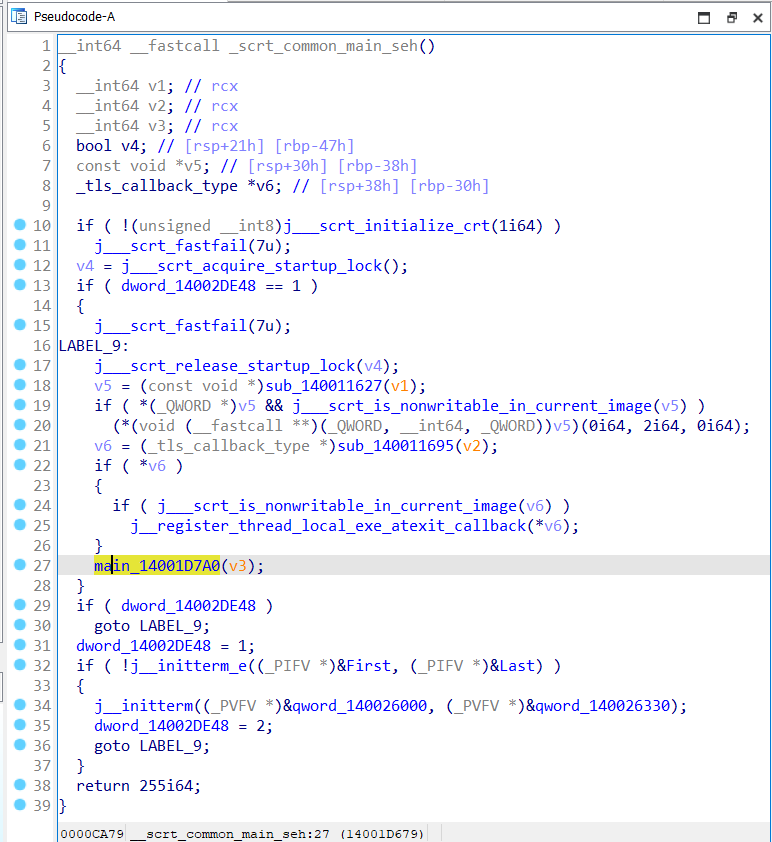 Pseudocode-A
1 __int64 __fastcall _scrt_common_main_seh()
2 {
3 __int64 v1; // rcx
4 __int64 v2; // rcx
5 __int64 v3; // rcx
6 bool v4; // [rsp+21h] [rbp-47h]
7 const void *v5; // [rsp+30h] [rbp-38h]
8 _tls_callback_type *v6; // [rsp+38h] [rbp-30h]
9
10 if ( !(unsigned __int8)j___scrt_initialize_crt(1i64) )
11 j___scrt_fastfail(7u);
12 v4 = j___scrt_acquire_startup_lock();
13 if ( dword_14002DE48 == 1 )
14 {
15 j___scrt_fastfail(7u);
16 LABEL_9:
17 j___scrt_release_startup_lock(v4);
18 v5 = (const void *)sub_140011627(v1);
19 if ( *(_QWORD *)v5 && j___scrt_is_nonwritable_in_current_image(v5) )
20 (*(void (__fastcall **)(_QWORD, __int64, _QWORD))v5)(0i64, 2i64, 0i64);
21 v6 = (_tls_callback_type *)sub_140011695(v2);
22 if ( *v6 )
23 {
24 if ( j___scrt_is_nonwritable_in_current_image(v6) )
25 j__register_thread_local_exe_atexit_callback(*v6);
26 }
27 main_14001D7A0(v3);
28 }
29 if ( dword_14002DE48 )
30 goto LABEL_9;
31 dword_14002DE48 = 1;
32 if ( !j__initterm_e((_PIFV *)&First, (_PIFV *)&Last) )
33 {
34 j__initterm((_PVFV *)&qword_140026000, (_PVFV *)&qword_140026330);
35 dword_14002DE48 = 2;
36 goto LABEL_9;
37 }
38 return 255i64;
39 }
0000CA79 __scrt_common_main_seh:27 (14001D679)